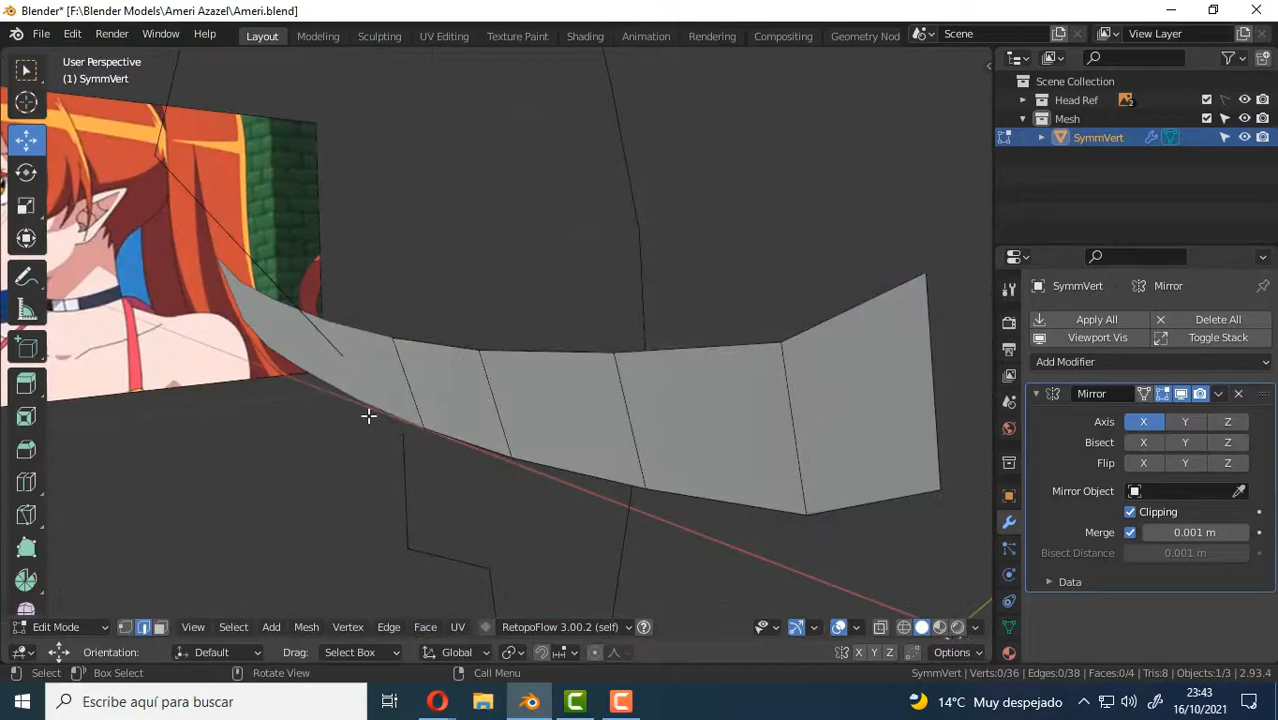 Blender* [F:\Blender Models\Ameri Azazel\Ameri.blend]
File Edit Render Window Help Layout Modeling Sculpting UV Editing Texture Paint Shading Animation Rendering Compositing Geometry Nod Scene View Layer
User Perspective
(1) SymmVert
Scene Collection
Head Ref 2
Mesh
SymmVert
SymmVert Mirror
Apply All Delete All
Viewport Vis Toggle Stack
Add Modifier
Mirror
Axis X Y Z
Bisect X Y Z
Flip X Y Z
Mirror Object
Clipping
Merge 0.001 m
Bisect Distance 0.001 m
Data
Edit Mode View Select Add Mesh Vertex Edge Face UV RetopoFlow 3.00.2 (self)
Orientation: Default Drag: Select Box Global X Y Z Options
Select Box Select Rotate View Call Menu SymmVert | Verts:0/36 | Edges:0/38 | Faces:0/4 | Tris:8 | Objects:1/3 | 2.93.4
Escribe aquí para buscar 14°C Muy despejado 23:43
16/10/2021